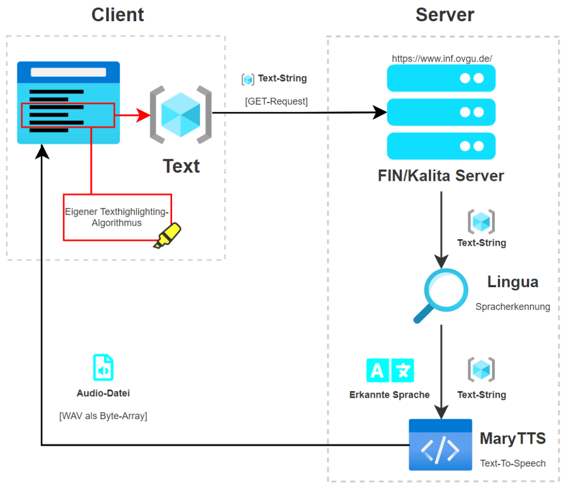 Client
Server
https://www.inf.ovgu.de/
Text-String
[GET-Request]
Text
FIN/Kalita Server
Eigener Texthighlighting-
Algorithmus
Text-String
Lingua
Spracherkennung
A
文
Erkannte Sprache
Text-String
Audio-Datei
[WAV als Byte-Array]
MaryTTS
</>
Text-To-Speech